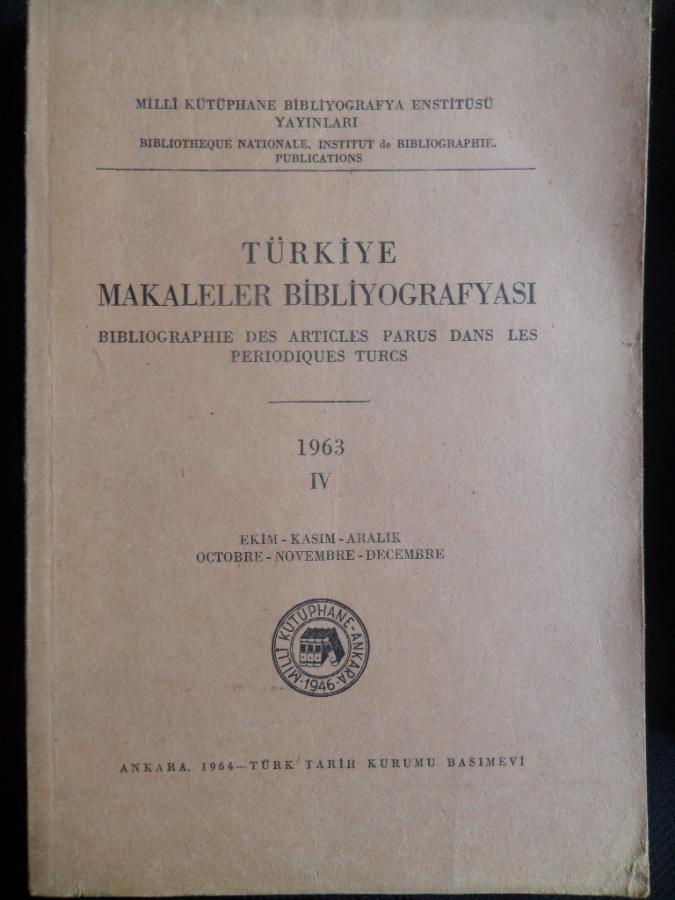 MİLLÎ KÜTÜPHANE BİBLİYOGRAFYA ENSTİTÜSÜ
YAYINLARI
BIBLIOTHEQUE NATIONALE, INSTITUT de BIBLIOGRAPHIE.
PUBLICATIONS
TÜRKİYE
MAKALELER BİBLİYOGRAFYASI
BIBLIOGRAPHIE DES ARTICLES PARUS DANS LES
PERIODIQUES TURCS
1963
IV
EKİM - KASIM - ARALIK
OCTOBRE - NOVEMBRE - DECEMBRE
MİLLÎ KÜTÜPHANE - ANKARA
· 1946 ·
ANKARA, 1964 — TÜRK TARİH KURUMU BASIMEVİ